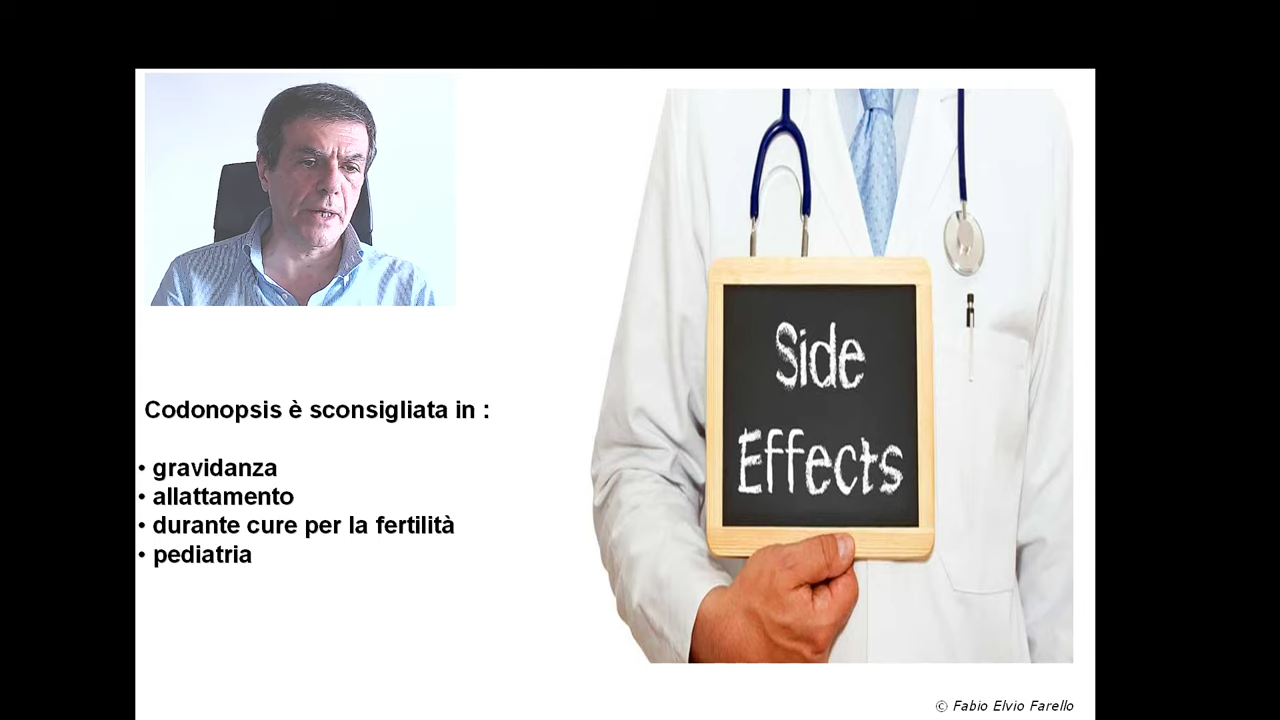 Codonopsis è sconsigliata in :
• gravidanza
• allattamento
• durante cure per la fertilità
• pediatria
Side
Effects
© Fabio Elvio Farello